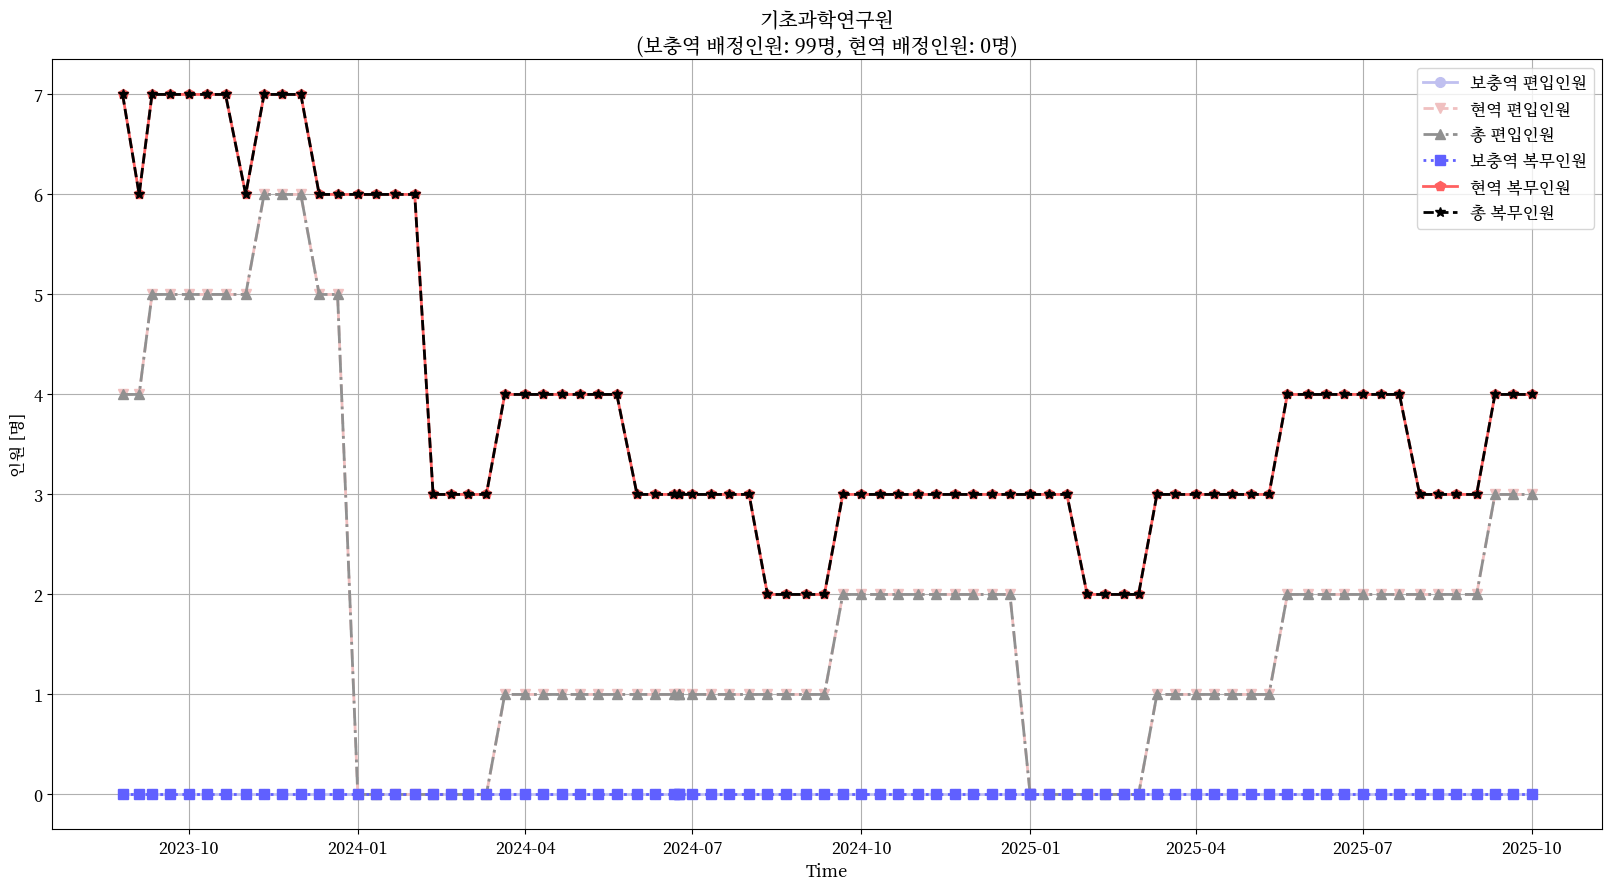 기초과학연구원
(보충역 배정인원: 99명, 현역 배정인원: 0명)
보충역 편입인원
현역 편입인원
총 편입인원
보충역 복무인원
현역 복무인원
총 복무인원
인원 [명]
7
6
5
4
3
2
1
0
2023-10
2024-01
2024-04
2024-07
2024-10
2025-01
2025-04
2025-07
2025-10
Time